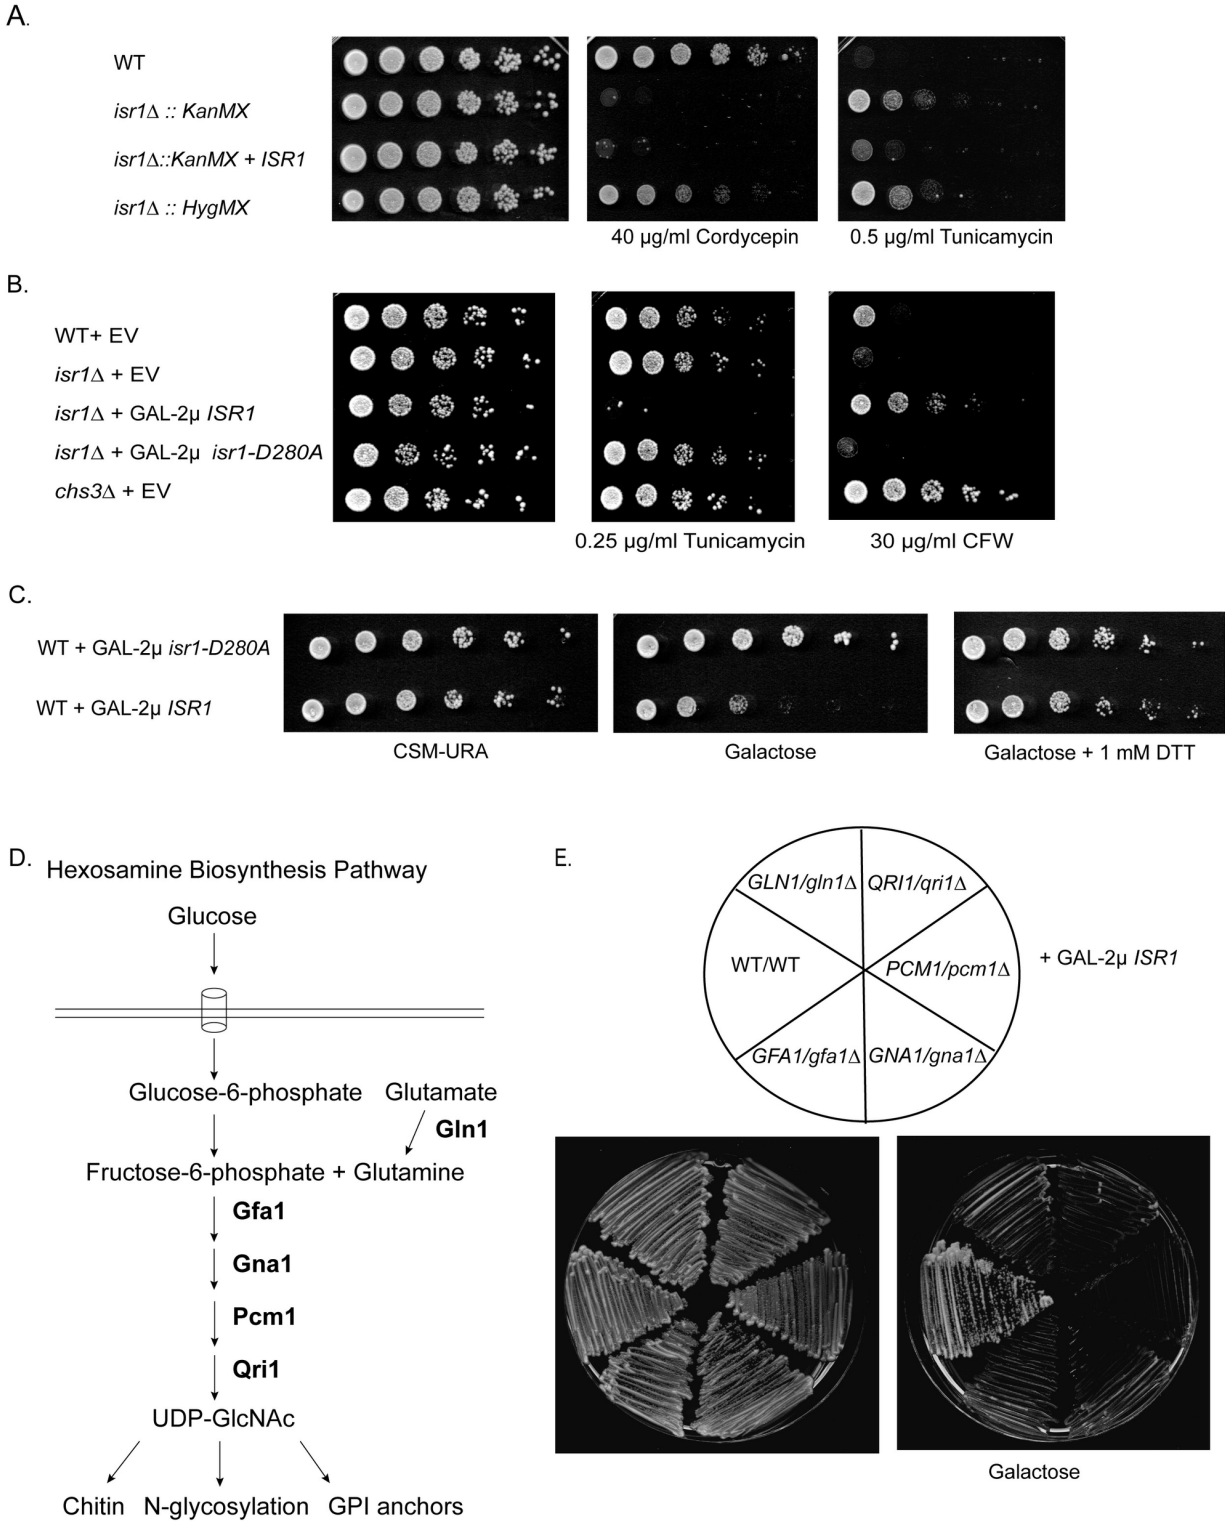 A.
WT
isr1Δ :: KanMX
isr1Δ::KanMX + ISR1
isr1Δ :: HygMX
40 µg/ml Cordycepin
0.5 µg/ml Tunicamycin
B.
WT+ EV
isr1Δ + EV
isr1Δ + GAL-2µ ISR1
isr1Δ + GAL-2µ isr1-D280A
chs3Δ + EV
0.25 µg/ml Tunicamycin
30 µg/ml CFW
C.
WT + GAL-2µ isr1-D280A
WT + GAL-2µ ISR1
CSM-URA
Galactose
Galactose + 1 mM DTT
D.
Hexosamine Biosynthesis Pathway
Glucose
Glucose-6-phosphate
Glutamate
Gln1
Fructose-6-phosphate + Glutamine
Gfa1
Gna1
Pcm1
Qri1
UDP-GlcNAc
Chitin
N-glycosylation
GPI anchors
E.
GLN1/gln1Δ
QRI1/qri1Δ
WT/WT
PCM1/pcm1Δ
+ GAL-2µ ISR1
GFA1/gfa1Δ
GNA1/gna1Δ
Galactose